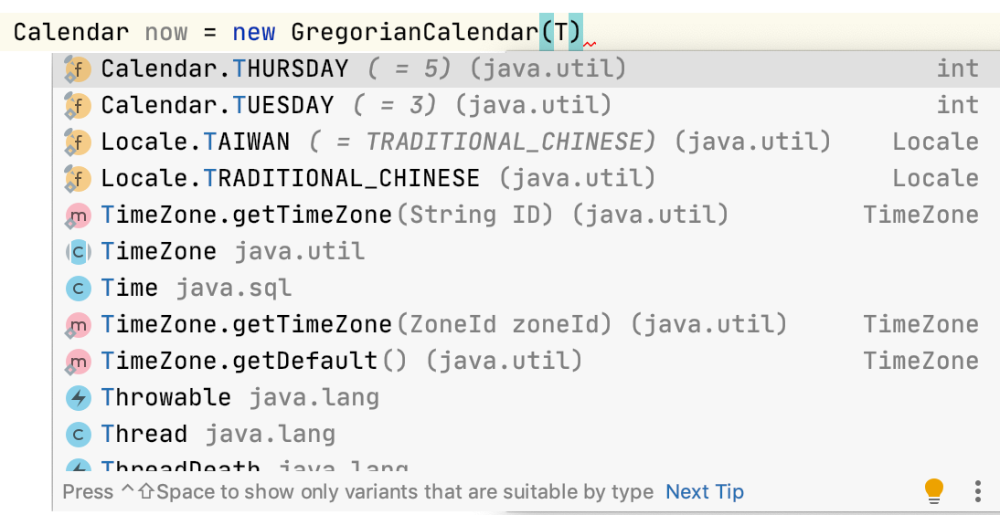 Calendar now = new GregorianCalendar(T)
Calendar.THURSDAY ( = 5) (java.util) int
Calendar.TUESDAY ( = 3) (java.util) int
Locale.TAIWAN ( = TRADITIONAL_CHINESE) (java.util) Locale
Locale.TRADITIONAL_CHINESE (java.util) Locale
TimeZone.getTimeZone(String ID) (java.util) TimeZone
TimeZone java.util
Time java.sql
TimeZone.getTimeZone(ZoneId zoneId) (java.util) TimeZone
TimeZone.getDefault() (java.util) TimeZone
Throwable java.lang
Thread java.lang
ThreadDeath java.lang
Press ^⇧Space to show only variants that are suitable by type Next Tip